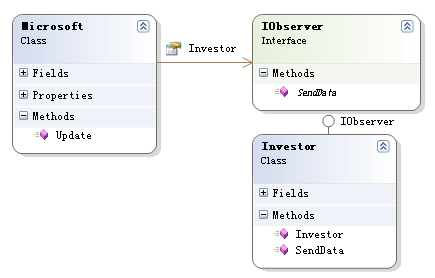 Microsoft
Class
Fields
Properties
Methods
Update
Investor
IObserver
Interface
Methods
SendData
IObserver
Investor
Class
Fields
Methods
Investor
SendData